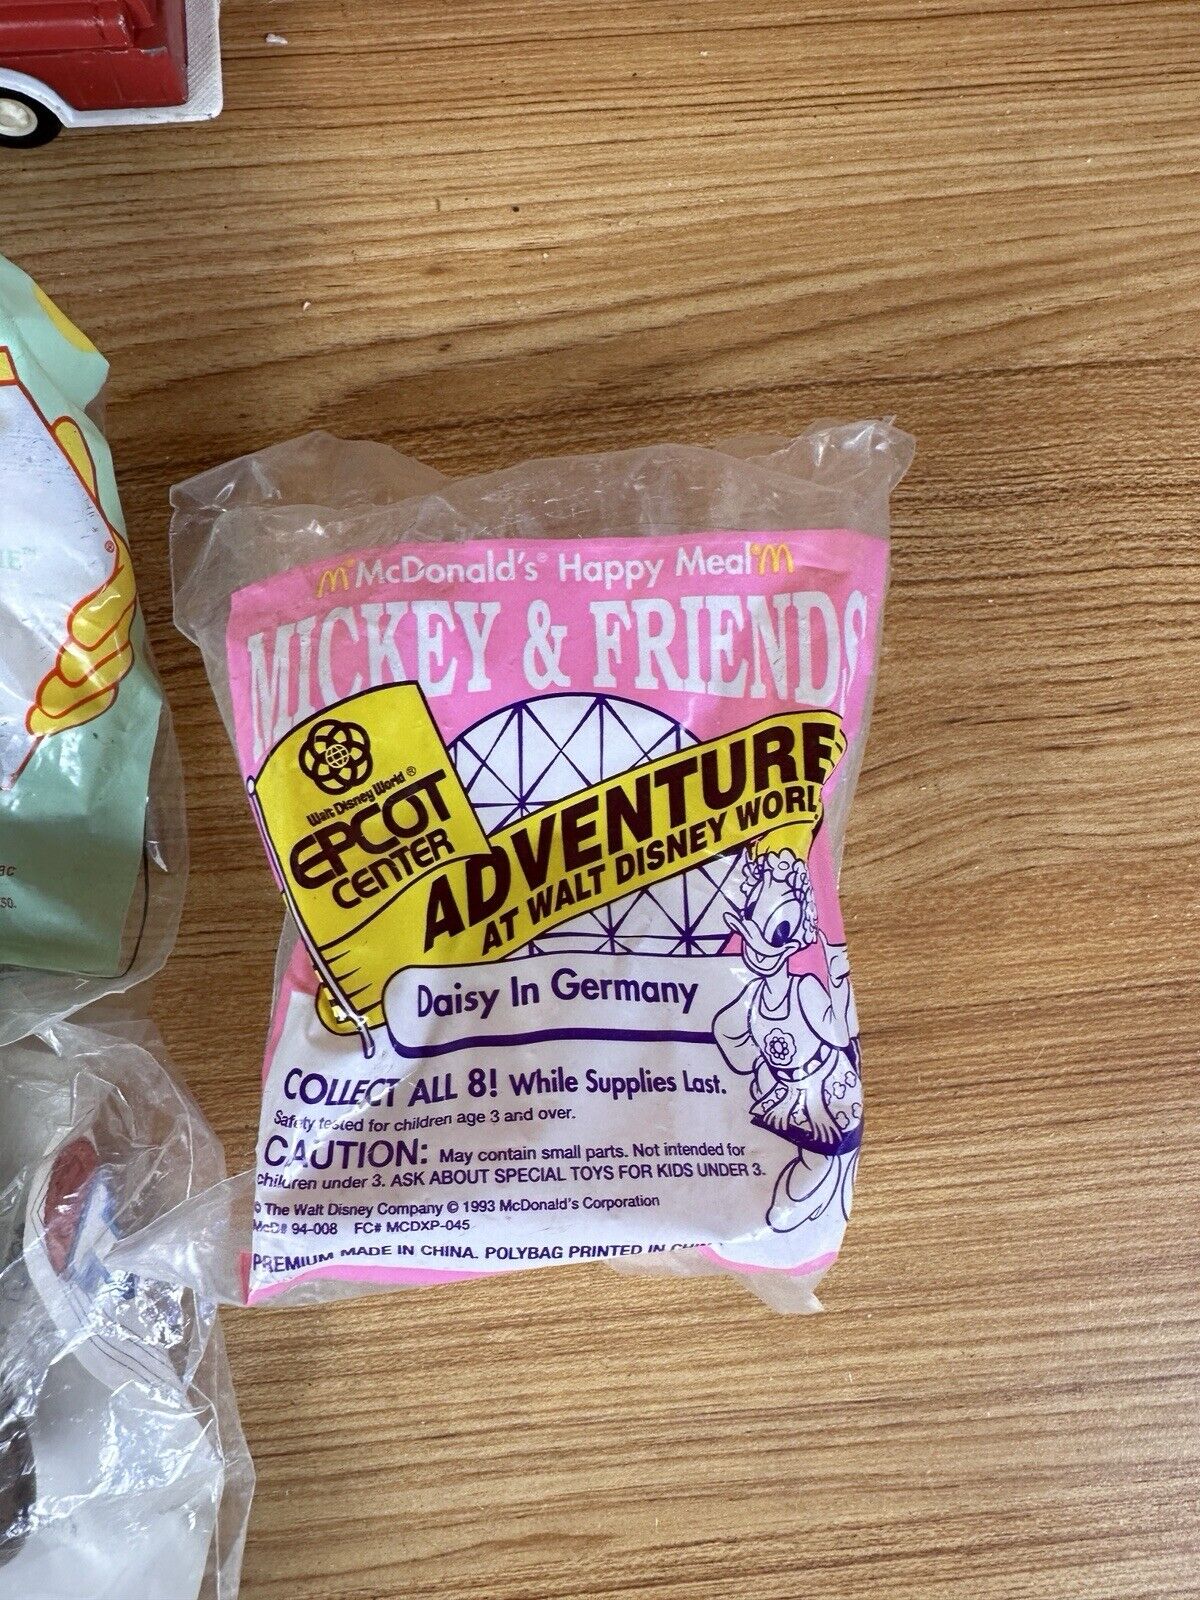 McDonald's® Happy Meal®
MICKEY & FRIENDS
Walt Disney World ®
EPCOT
CENTER
ADVENTURE
AT WALT DISNEY WORL
Daisy In Germany
COLLECT ALL 8! While Supplies Last.
Safety tested for children age 3 and over.
CAUTION: May contain small parts. Not intended for
children under 3. ASK ABOUT SPECIAL TOYS FOR KIDS UNDER 3.
© The Walt Disney Company © 1993 McDonald's Corporation
McD# 94-008 FC# MCDXP-045
PREMIUM MADE IN CHINA. POLYBAG PRINTED IN
IE™